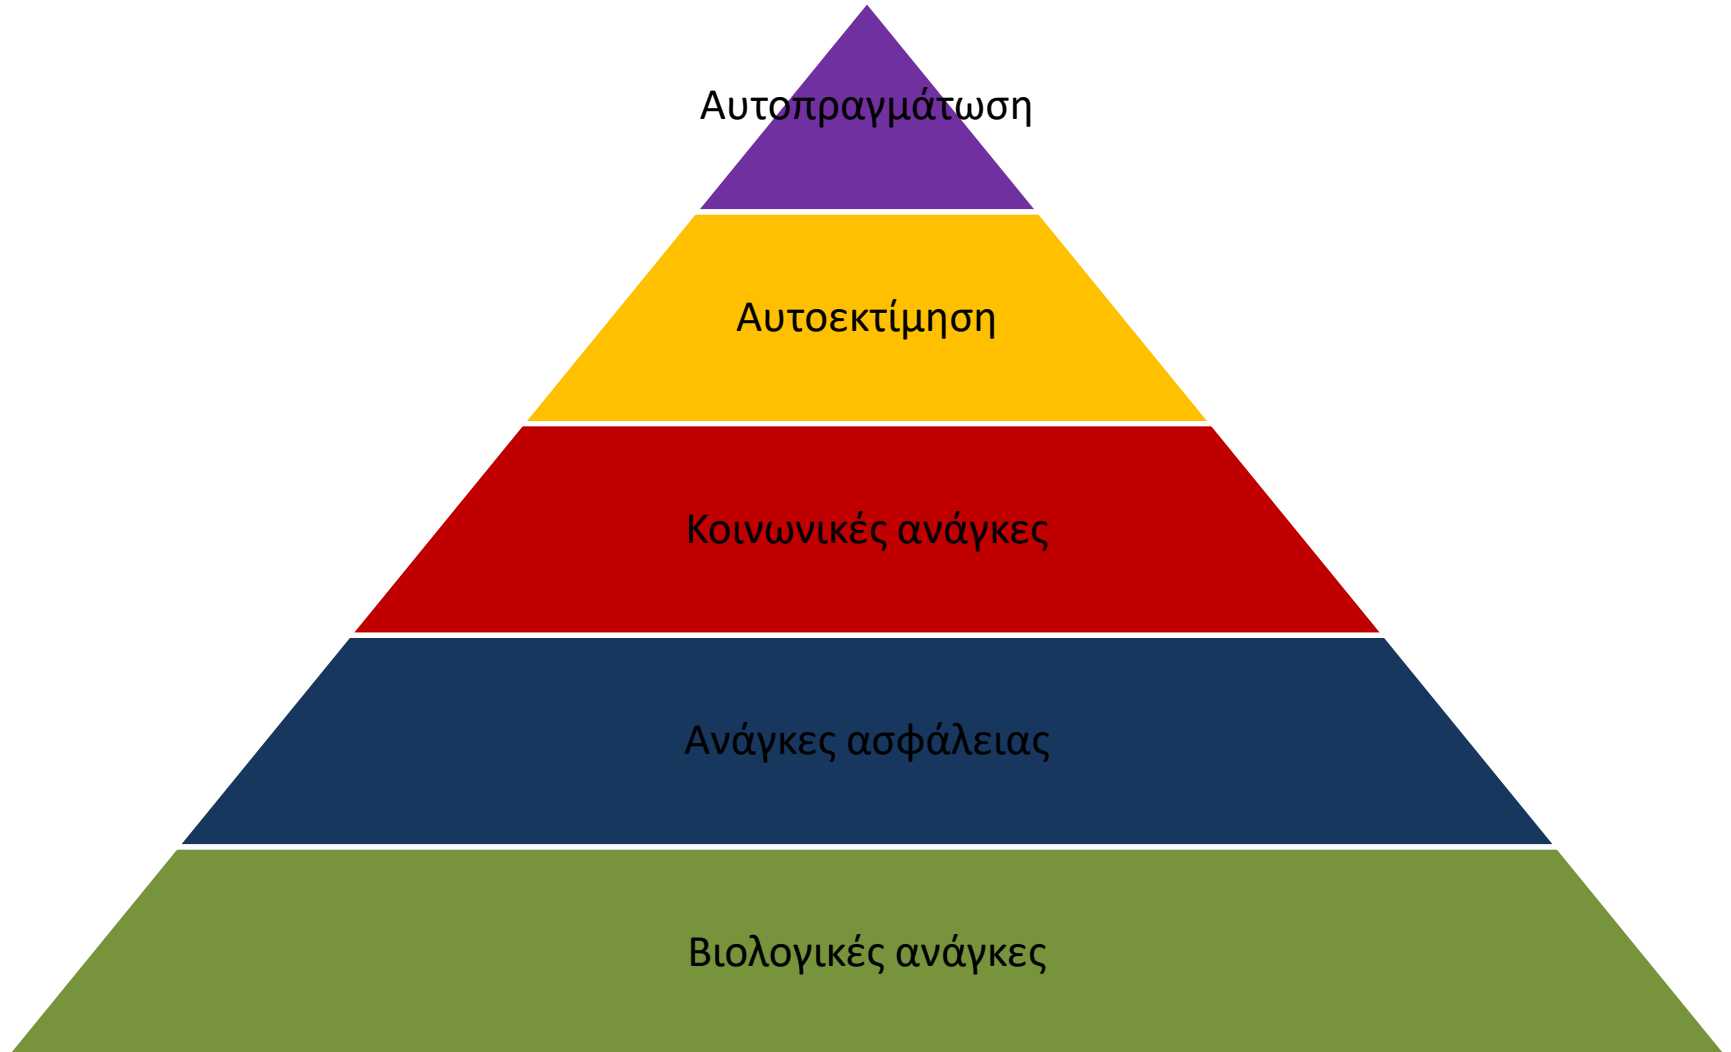 Αυτοπραγμάτωση
Αυτοεκτίμηση
Κοινωνικές ανάγκες
Ανάγκες ασφάλειας
Βιολογικές ανάγκες